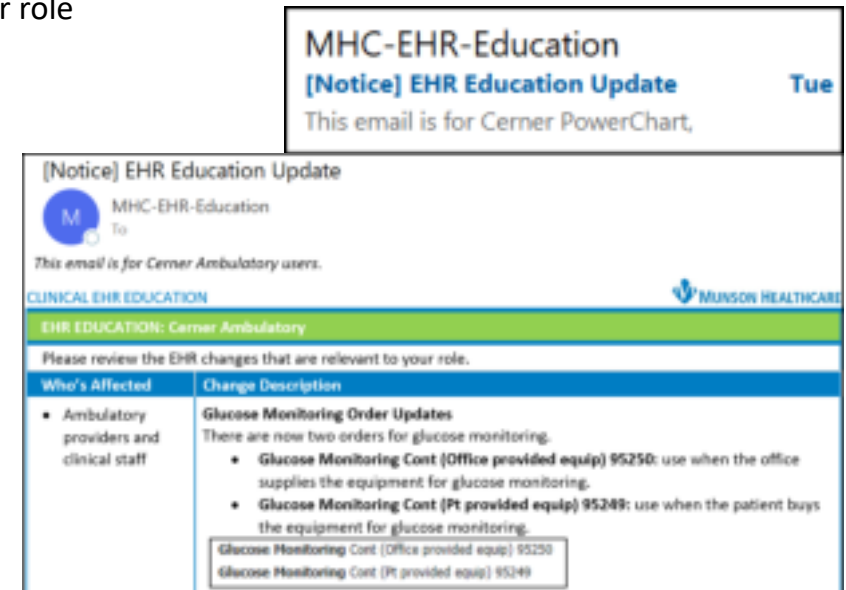 r role
MHC-EHR-Education
[Notice] EHR Education Update Tue
This email is for Cerner PowerChart,
[Notice] EHR Education Update
M
MHC-EHR-Education
To
This email is for Cerner Ambulatory users.
CLINICAL EHR EDUCATION
MUNSON HEALTHCARE
EHR EDUCATION: Cerner Ambulatory
Please review the EHR changes that are relevant to your role.
Who's Affected Change Description
• Ambulatory providers and clinical staff
Glucose Monitoring Order Updates
There are now two orders for glucose monitoring.
• Glucose Monitoring Cont (Office provided equip) 95250: use when the office
supplies the equipment for glucose monitoring.
• Glucose Monitoring Cont (Pt provided equip) 95249: use when the patient buys
the equipment for glucose monitoring.
Glucose Monitoring Cont (Office provided equip) 95250
Glucose Monitoring Cont (Pt provided equip) 95249